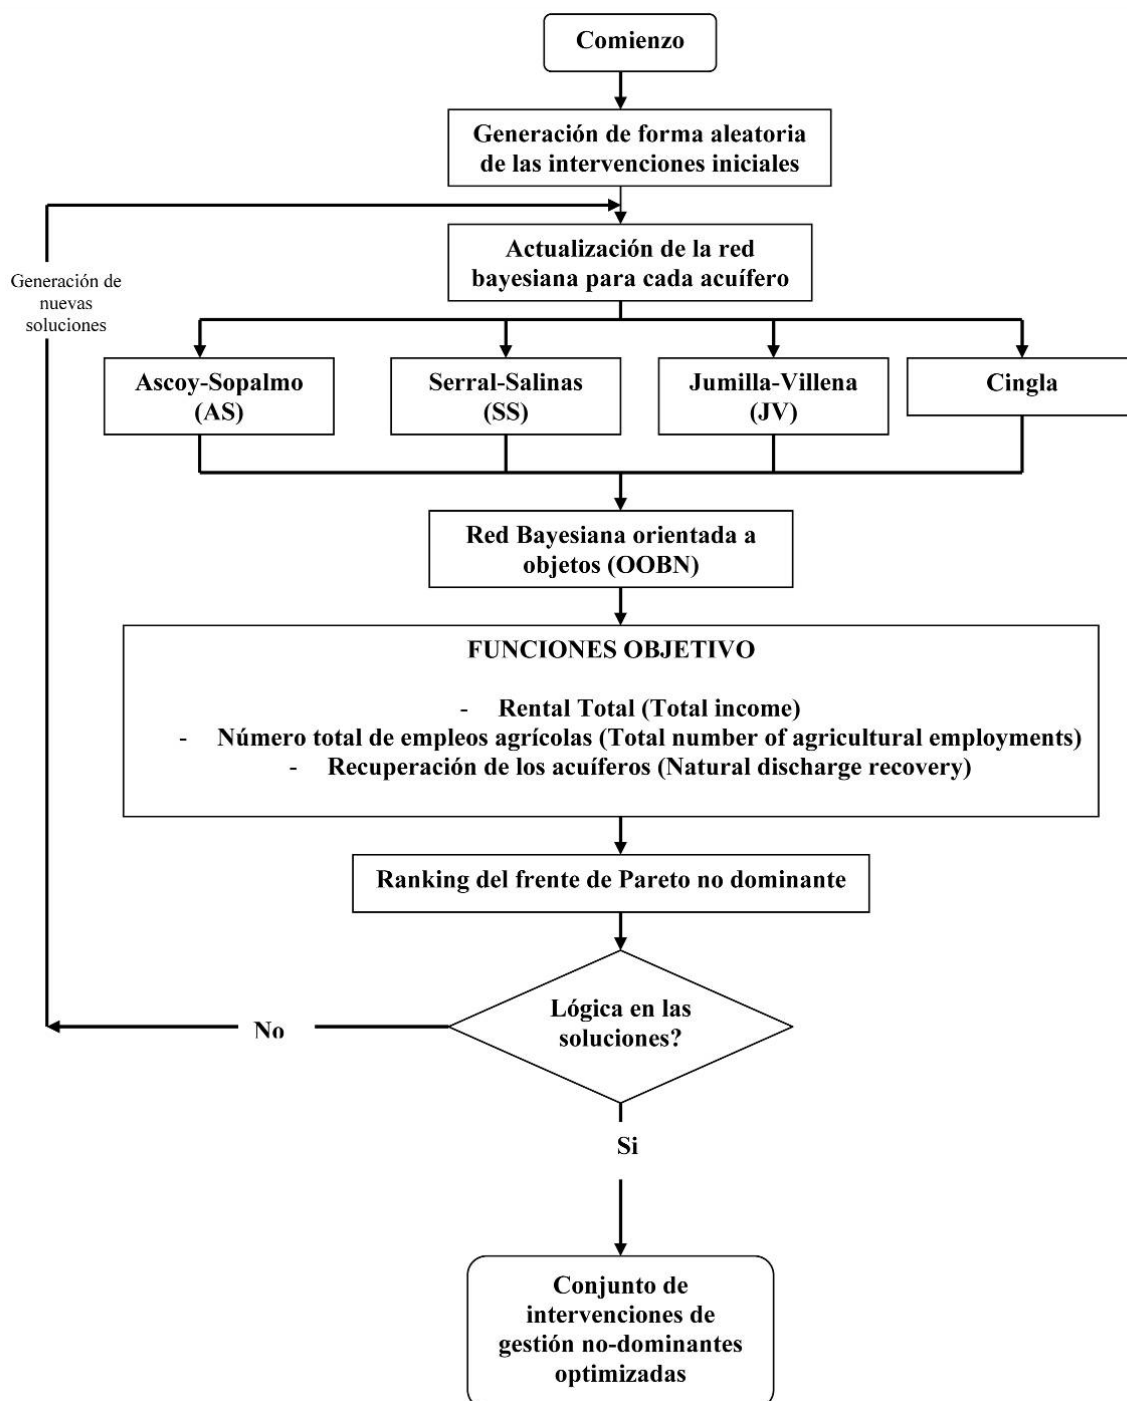 Comienzo
Generación de forma aleatoria
de las intervenciones iniciales
Actualización de la red
bayesiana para cada acuífero
Generación de
nuevas
soluciones
Ascoy-Sopalmo
(AS)
Serral-Salinas
(SS)
Jumilla-Villena
(JV)
Cingla
Red Bayesiana orientada a
objetos (OOBN)
FUNCIONES OBJETIVO
- Rental Total (Total income)
- Número total de empleos agrícolas (Total number of agricultural employments)
- Recuperación de los acuíferos (Natural discharge recovery)
Ranking del frente de Pareto no dominante
Lógica en las
soluciones?
No
Si
Conjunto de
intervenciones de
gestión no-dominantes
optimizadas